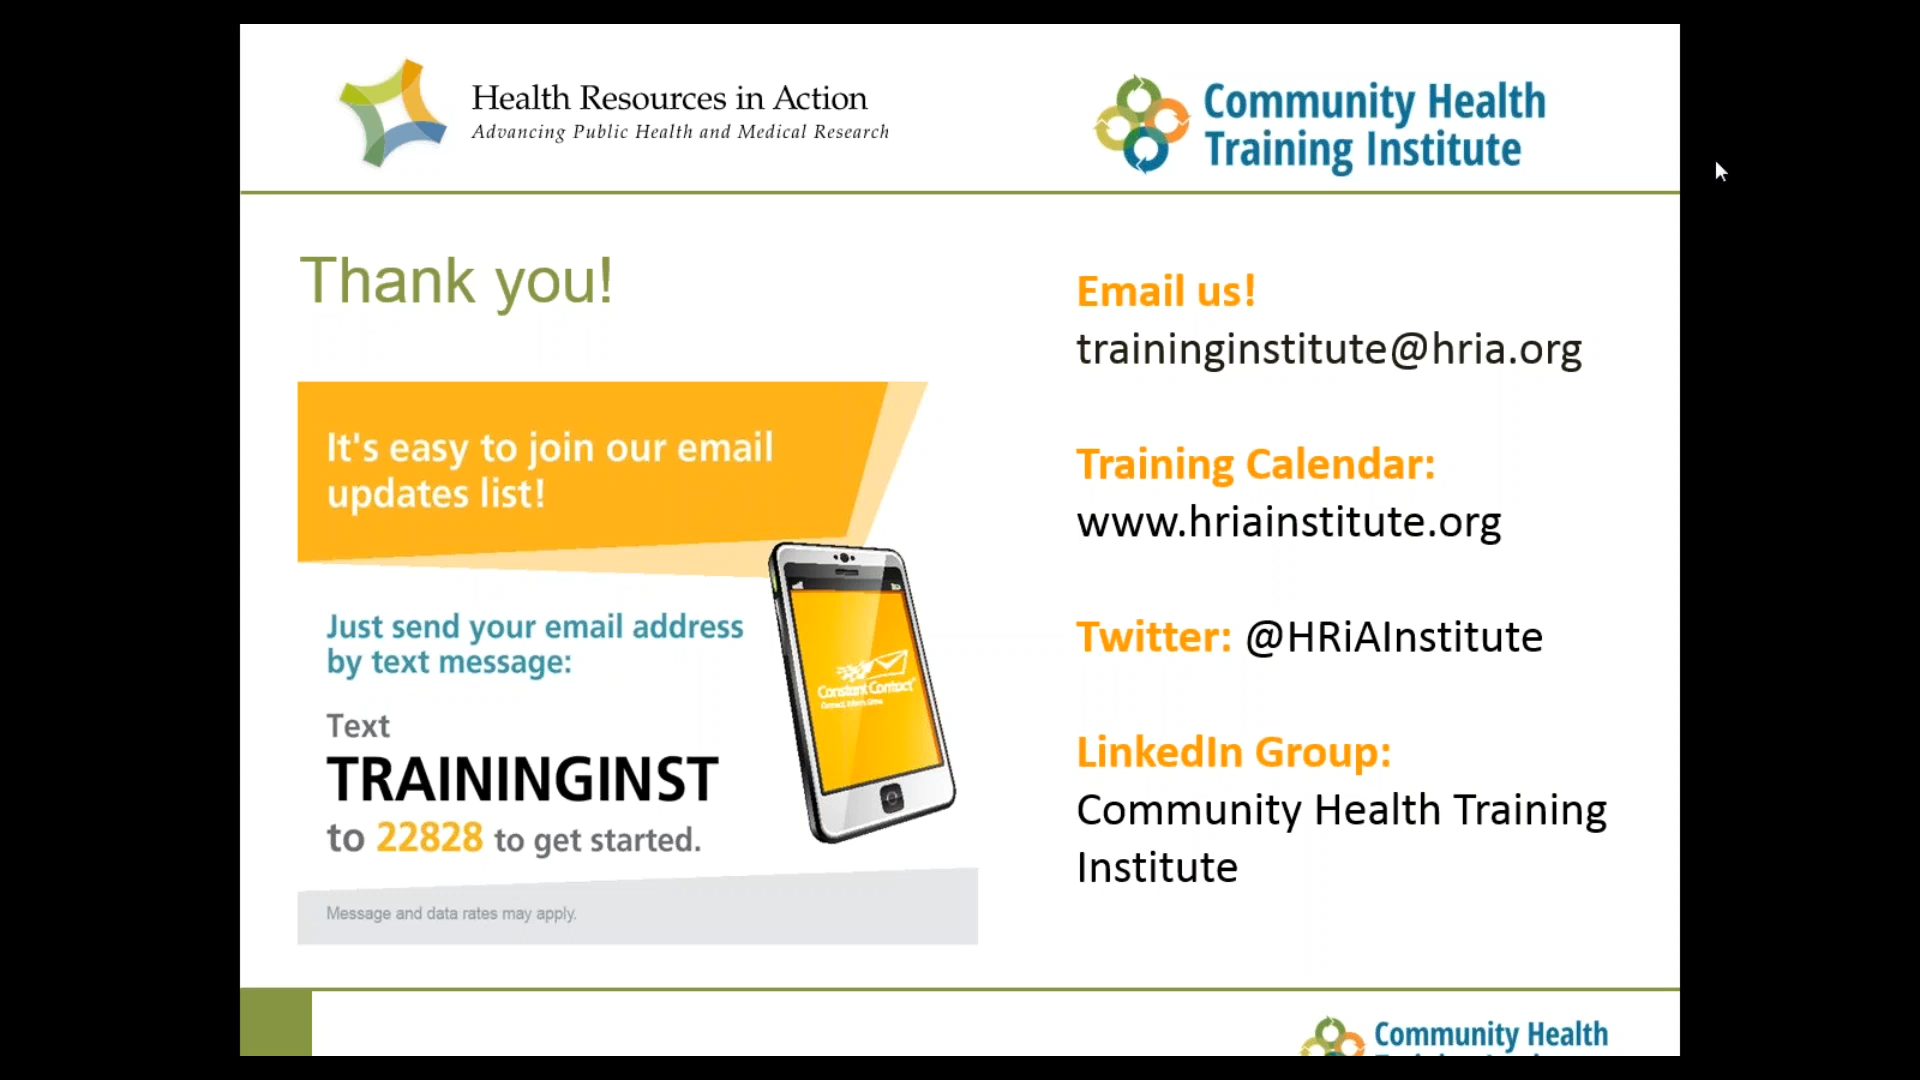 Health Resources in Action
Advancing Public Health and Medical Research
Community Health
Training Institute
Thank you!
It's easy to join our email
updates list!
Just send your email address
by text message:
Text
TRAININGINST
to 22828 to get started.
Message and data rates may apply.
Constant Contact
Email us!
traininginstitute@hria.org
Training Calendar:
www.hriainstitute.org
Twitter: @HRiAInstitute
LinkedIn Group:
Community Health Training
Institute
Community Health